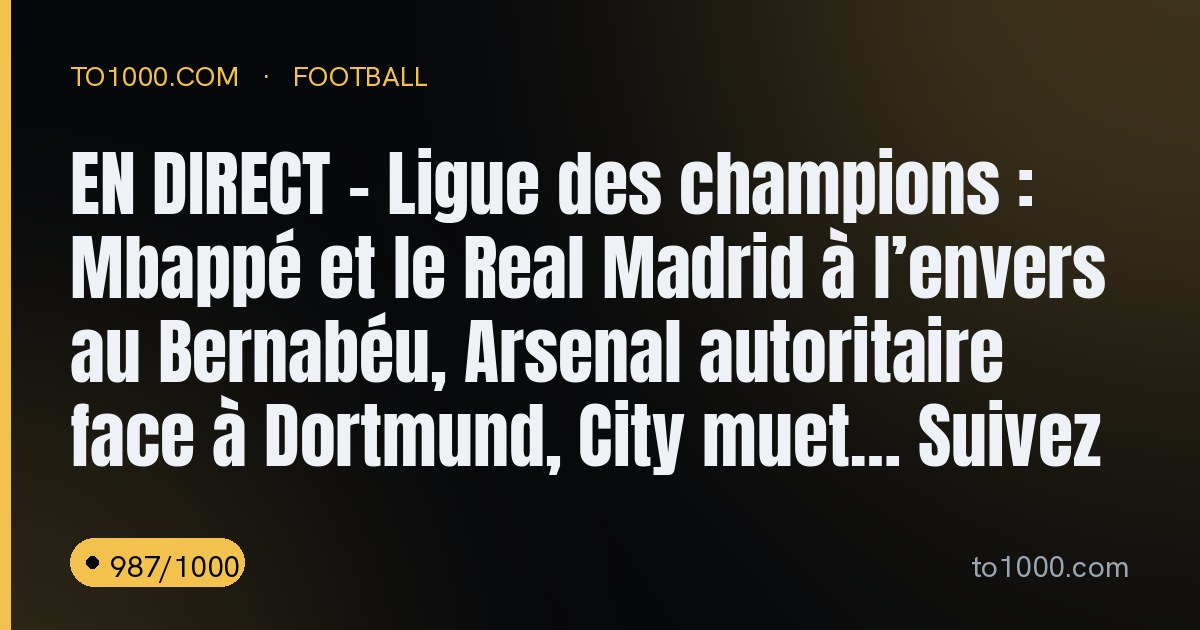 TO1000.COM · FOOTBALL
EN DIRECT - Ligue des champions :
Mbappé et le Real Madrid à l’envers
au Bernabéu, Arsenal autoritaire
face à Dortmund, City muet… Suivez
987/1000
to1000.com